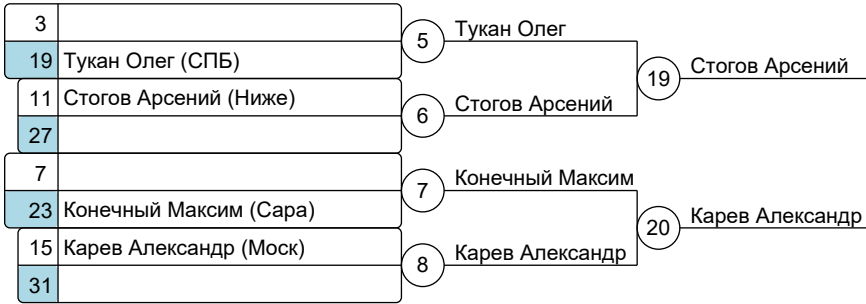 3
19 Тукан Олег (СПБ)
5 Тукан Олег
11 Стогов Арсений (Ниже)
27
6 Стогов Арсений
19 Стогов Арсений
7
23 Конечный Максим (Сара)
7 Конечный Максим
15 Карев Александр (Моск)
31
8 Карев Александр
20 Карев Александр